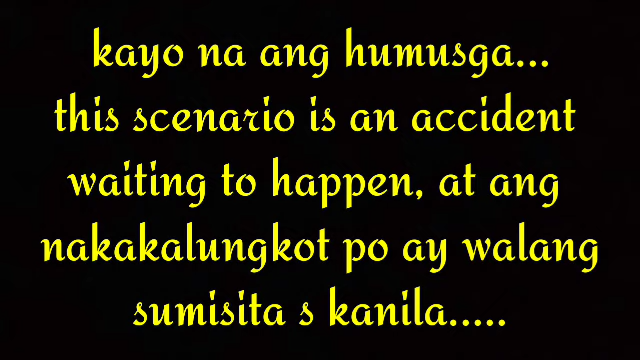 kayo na ang humusga...
this scenario is an accident
waiting to happen, at ang
nakakalungkot po ay walang
sumisita s kanila.....